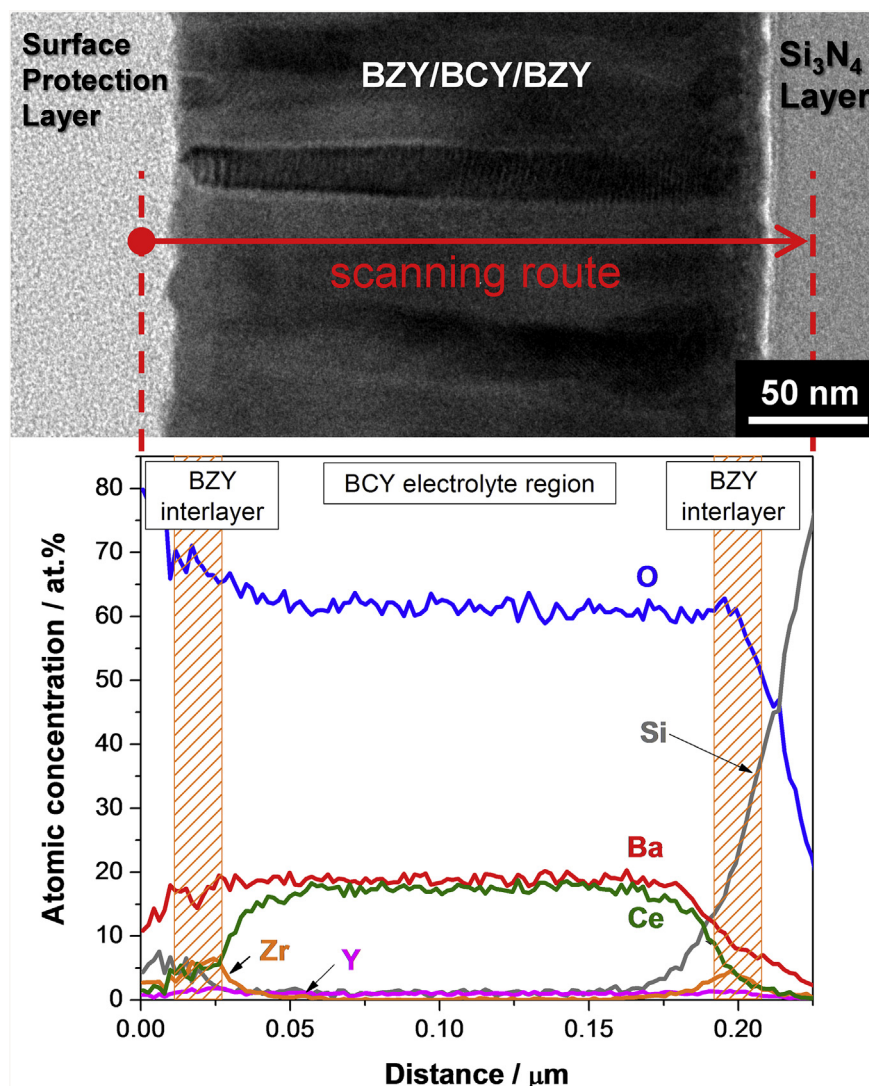 Surface
Protection
Layer
BZY/BCY/BZY
Si₃N₄
Layer
scanning route
50 nm
BZY
interlayer
BCY electrolyte region
BZY
interlayer
Atomic concentration / at.%
80
70
60
50
40
30
20
10
0
O
Si
Ba
Ce
Zr
Y
0.00
0.05
0.10
0.15
0.20
Distance / μm